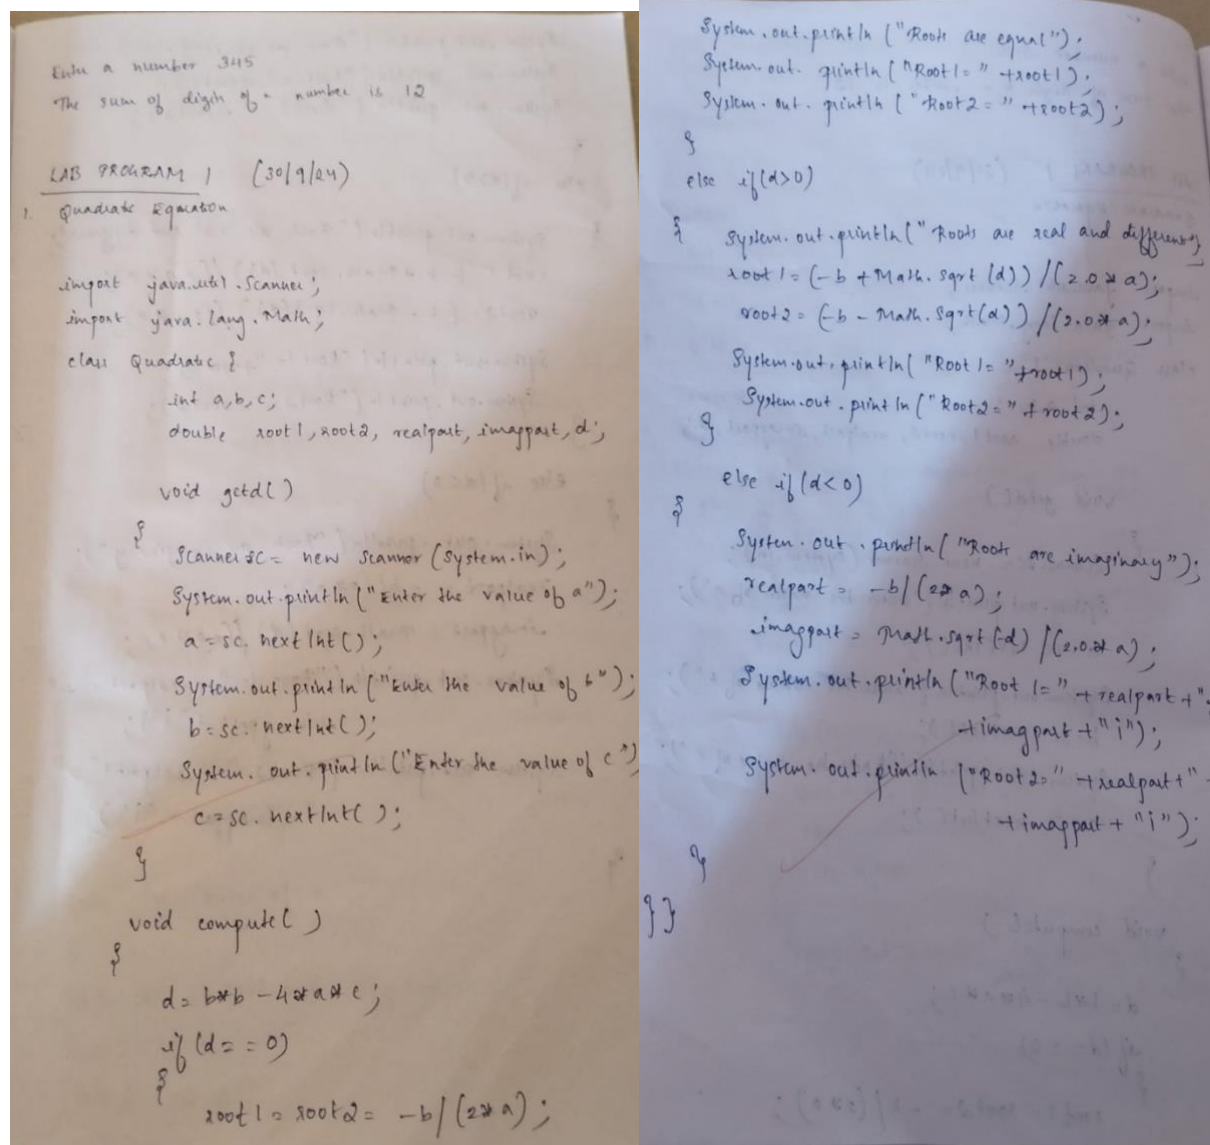 Enter a number 345
The sum of digits of a number is 12
LAB PROGRAM 1 (30/9/24)
1. Quadratic Equation
import java.util.Scanner;
import java.lang.Math;
class Quadratic {
int a,b,c;
double root1, root2, realpart, imagpart, d;
void getd()
{
Scanner sc = new Scanner (System.in);
System.out.println ("Enter the value of a");
a = sc.nextInt();
System.out.println ("Enter the value of b");
b = sc.nextInt();
System.out.println ("Enter the value of c")
c = sc.nextInt();
}
void compute()
{
d = b*b - 4*a*c;
if (d==0)
{
root1 = root2 = -b/(2*a);
System.out.println ("Roots are equal");
System.out.println ("Root1 = " +root1);
System.out.println ("Root2 = " +root2);
}
else if (d>0)
{
System.out.println ("Roots are real and different");
root1 = (-b + Math.sqrt (d)) / (2.0*a);
root2 = (-b - Math.sqrt (d)) / (2.0*a);
System.out.println ("Root1 = " +root1);
System.out.println ("Root2 = " + root2);
}
else if (d<0)
{
System.out.println ("Roots are imaginary");
realpart = -b/(2*a);
imagpart = Math.sqrt (-d) / (2.0*a);
System.out.println ("Root1 = " + realpart + "
+imagpart + "i");
System.out.println ("Root2 = " +realpart + "
+imagpart + "i");
}
}}